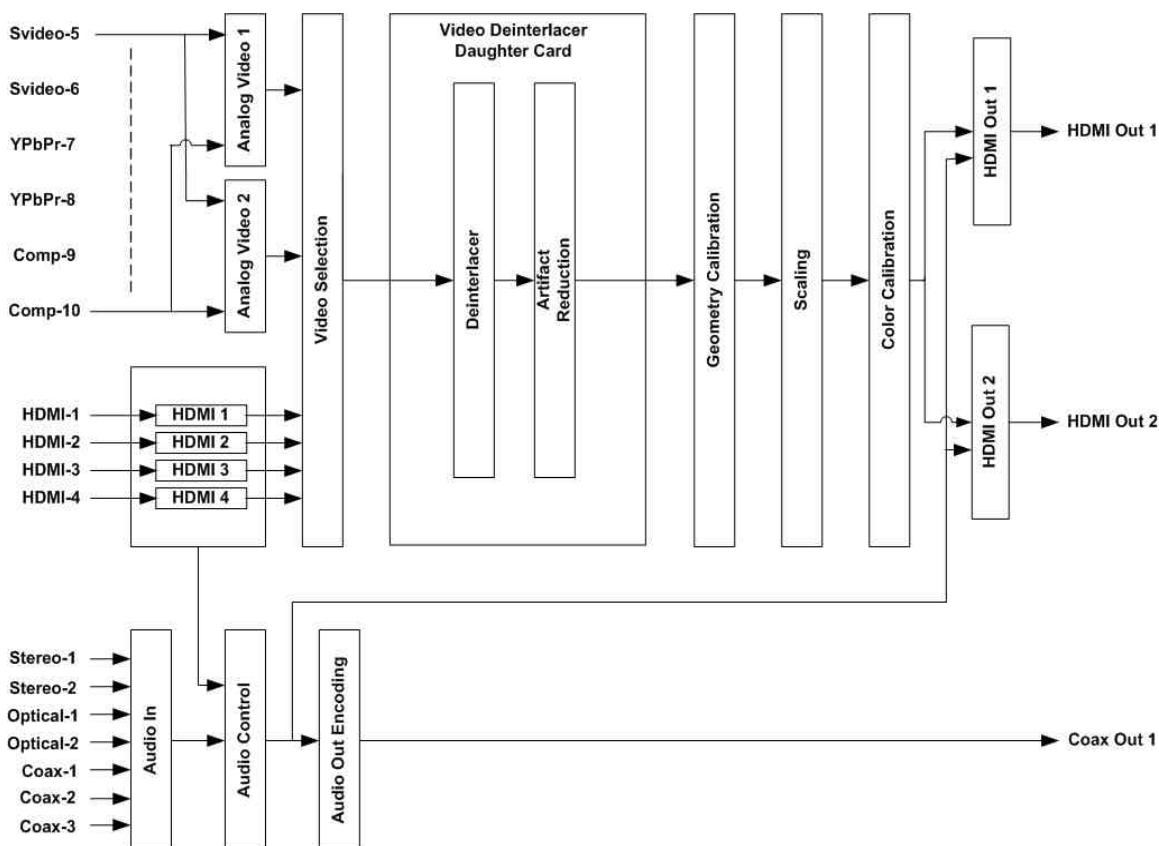 Svideo-5
Svideo-6
YPbPr-7
YPbPr-8
Comp-9
Comp-10
HDMI-1
HDMI-2
HDMI-3
HDMI-4
Analog Video 1
Analog Video 2
HDMI 1
HDMI 2
HDMI 3
HDMI 4
Video Selection
Video Deinterlacer
Daughter Card
Deinterlacer
Artifact
Reduction
Geometry Calibration
Scaling
Color Calibration
HDMI Out 1
HDMI Out 1
HDMI Out 2
HDMI Out 2
Stereo-1
Stereo-2
Optical-1
Optical-2
Coax-1
Coax-2
Coax-3
Audio In
Audio Control
Audio Out Encoding
Coax Out 1